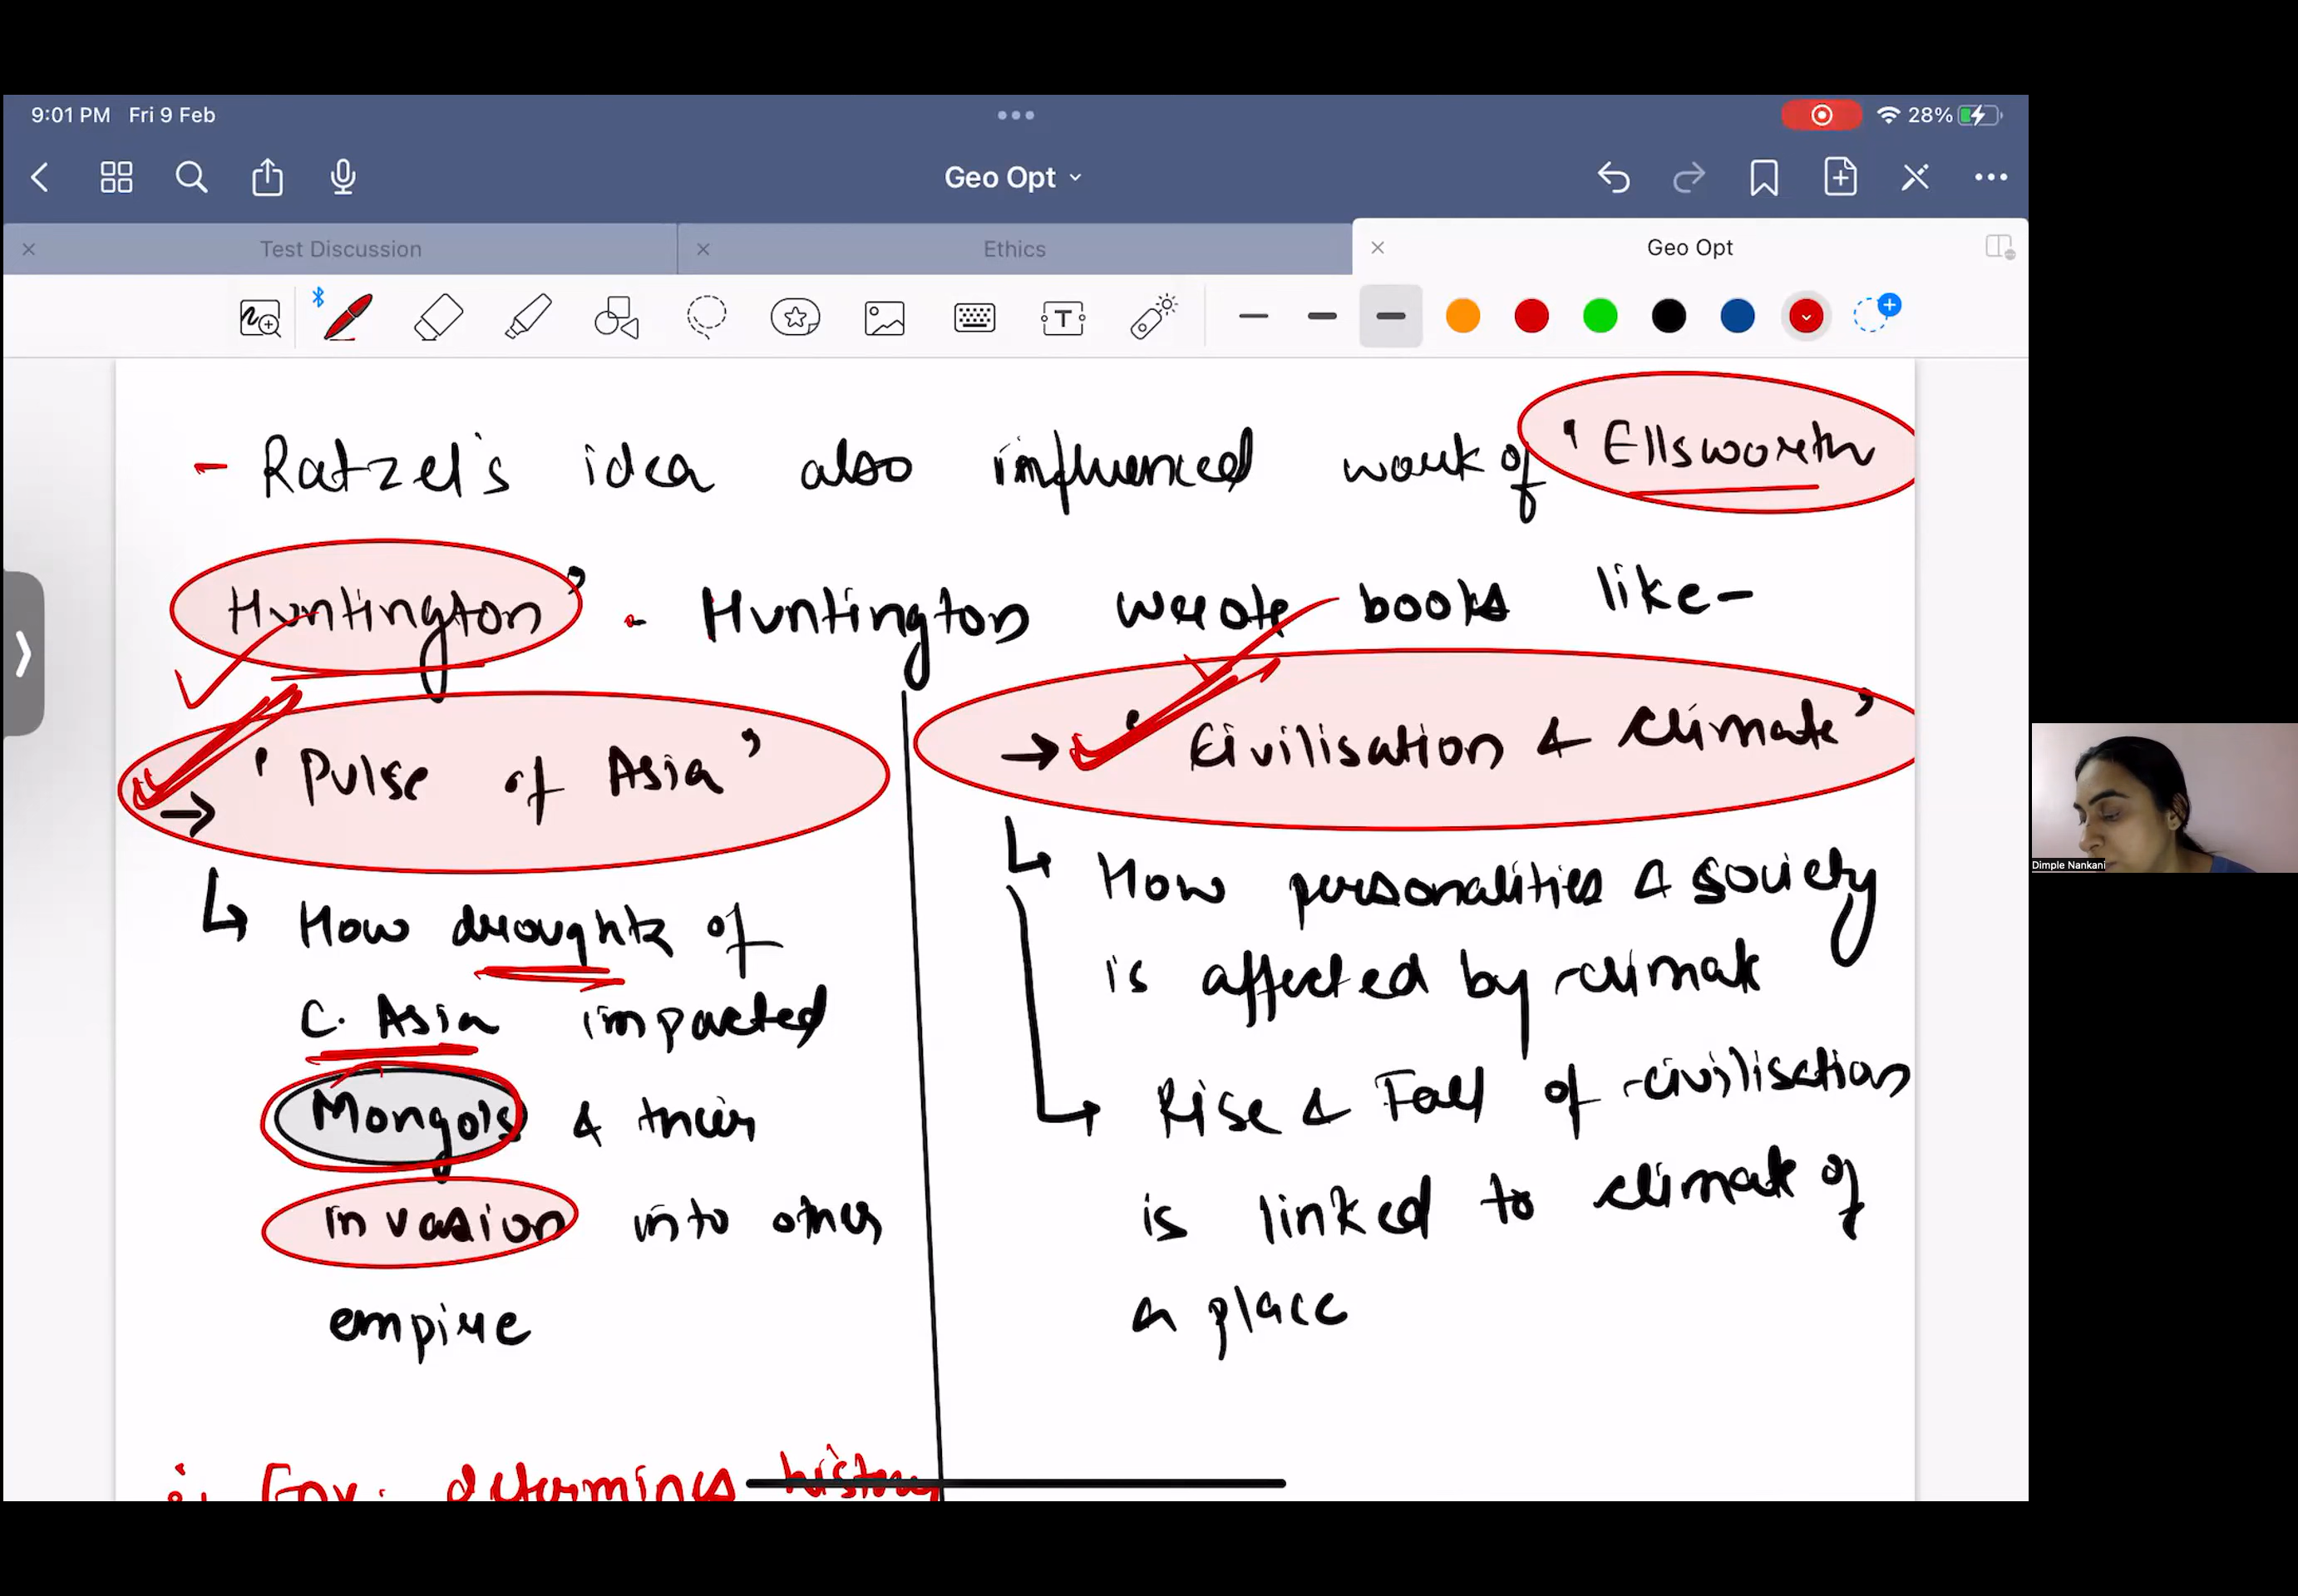 9:01 PM Fri 9 Feb
28%
Geo Opt
Test Discussion
Ethics
Geo Opt
- Ratzel's idea also influenced work of 'Ellsworth
Huntington' - Huntington wrote books like-
→ 'Pulse of Asia'
↳ How droughts of
C. Asia impacted
Mongols & their
invasion into other
empire
→ 'Civilisation & climate'
↳ How personalities & society
is affected by climate
↳ Rise & Fall of civilisation
is linked to climate of
a place
∴ Env. determines history
Dimple Nankani